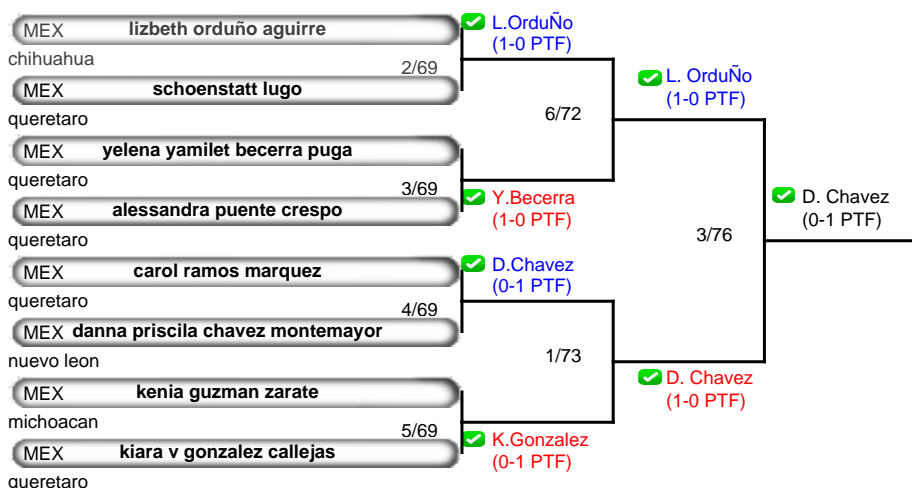 MEX lizbeth orduño aguirre
chihuahua
2/69
MEX schoenstatt lugo
queretaro
L.OrduÑo
(1-0 PTF)
MEX yelena yamilet becerra puga
queretaro
3/69
MEX alessandra puente crespo
queretaro
Y.Becerra
(1-0 PTF)
6/72
L. OrduÑo
(1-0 PTF)
MEX carol ramos marquez
queretaro
4/69
MEX danna priscila chavez montemayor
nuevo leon
D.Chavez
(0-1 PTF)
MEX kenia guzman zarate
michoacan
5/69
MEX kiara v gonzalez callejas
queretaro
K.Gonzalez
(0-1 PTF)
1/73
D. Chavez
(1-0 PTF)
3/76
D. Chavez
(0-1 PTF)